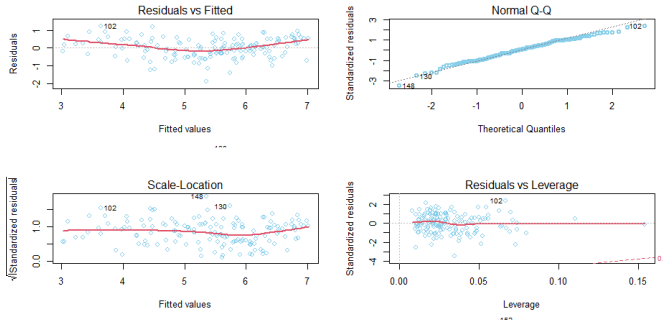 Residuals vs Fitted
Residuals
-2 -1 0 1
102
3 4 5 6 7
Fitted values
Normal Q-Q
Standardized residuals
-3 -1 1 3
102
130
148
-2 -1 0 1 2
Theoretical Quantiles
Scale-Location
√|Standardized residuals|
0.0 1.0
102
148
130
3 4 5 6 7
Fitted values
Residuals vs Leverage
Standardized residuals
-4 -2 0 2
102
0.00 0.05 0.10 0.15
Leverage